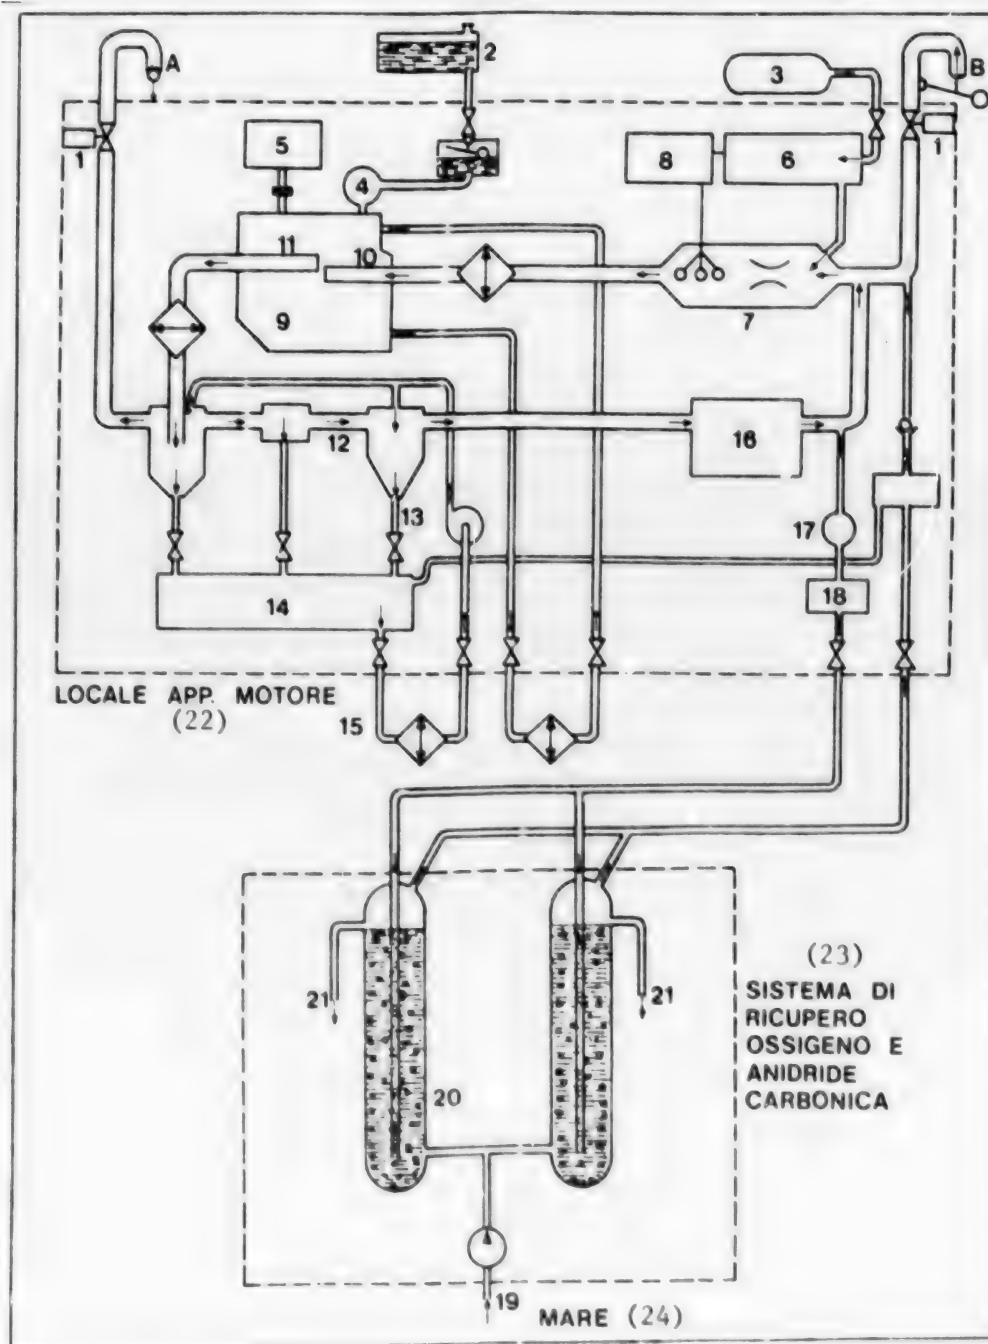 A
2
3
B
1
5
8
6
1
4
11
10
9
7
12
16
13
17
14
18
LOCALE APP. MOTORE
(22)
15
(23)
SISTEMA DI
RICUPERO
OSSIGENO E
ANIDRIDE
CARBONICA
21
21
20
19
MARE (24)